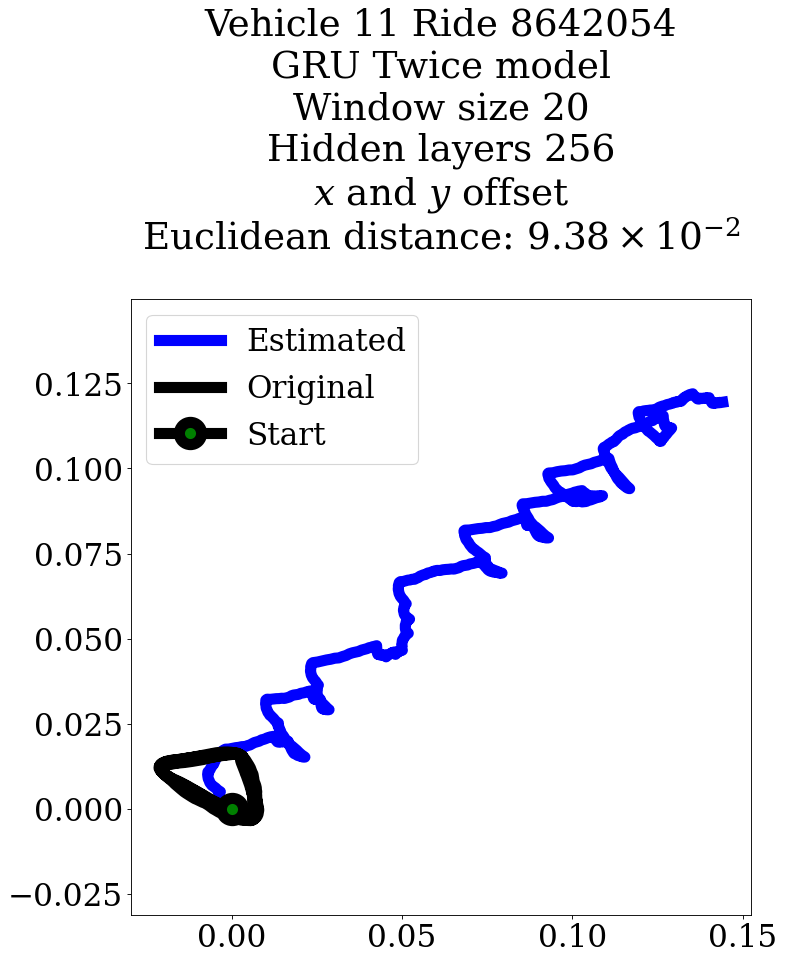 Vehicle 11 Ride 8642054
GRU Twice model
Window size 20
Hidden layers 256
x and y offset
Euclidean distance: 9.38 × 10⁻²
Estimated
Original
Start
0.125
0.100
0.075
0.050
0.025
0.000
−0.025
0.00 0.05 0.10 0.15